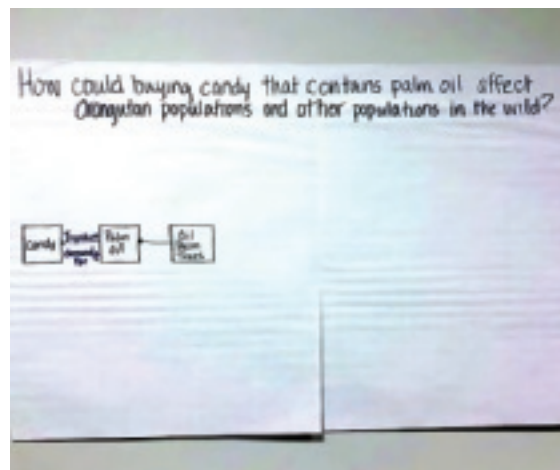 How could buying candy that contains palm oil affect
Orangutan populations and other populations in the wild?
Candy
Palm
Oil
Oil
Palm
Trees